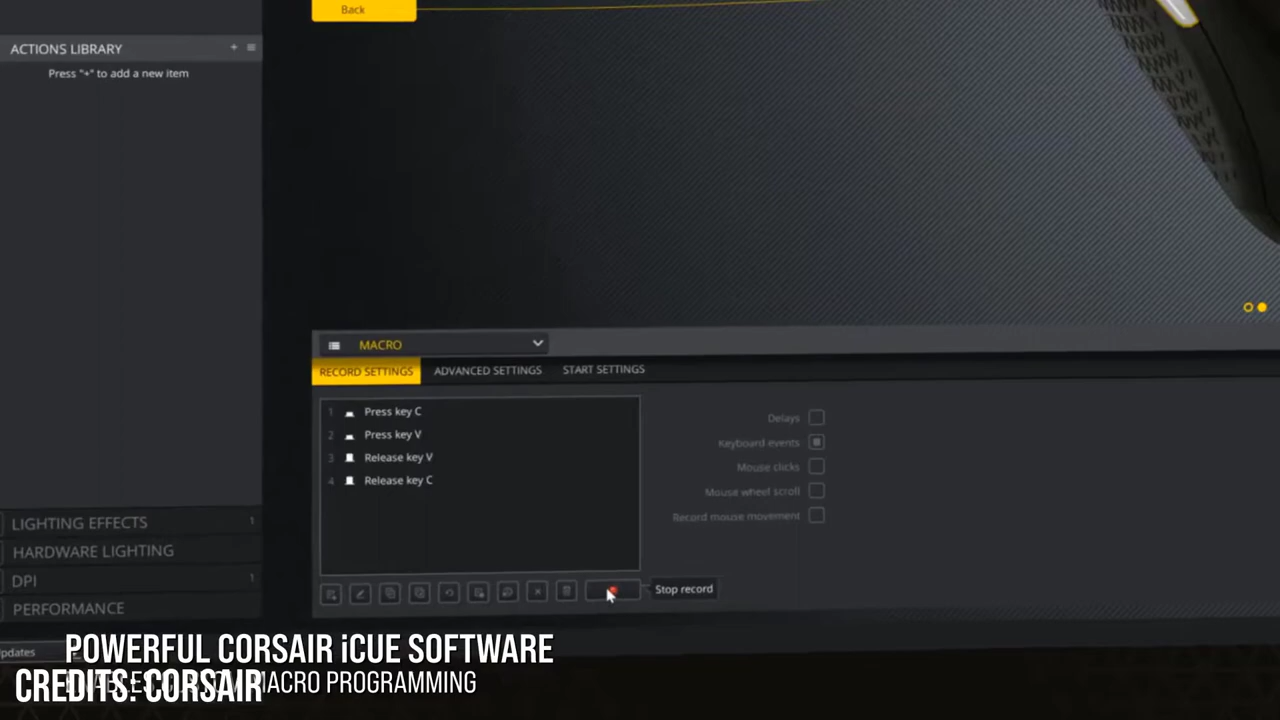 Back
ACTIONS LIBRARY + ≡
Press "+" to add a new item
MACRO
RECORD SETTINGS ADVANCED SETTINGS START SETTINGS
1 Press key C
2 Press key V
3 Release key V
4 Release key C
Delays
Keyboard events
Mouse clicks
Mouse wheel scroll
Record mouse movement
Stop record
LIGHTING EFFECTS 1
HARDWARE LIGHTING
DPI 1
PERFORMANCE
POWERFUL CORSAIR iCUE SOFTWARE
MACRO PROGRAMMING
CREDITS: CORSAIR